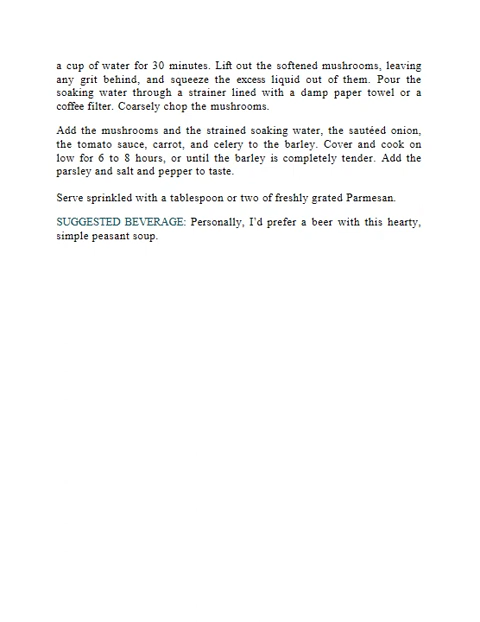 a cup of water for 30 minutes. Lift out the softened mushrooms, leaving
any grit behind, and squeeze the excess liquid out of them. Pour the
soaking water through a strainer lined with a damp paper towel or a
coffee filter. Coarsely chop the mushrooms.
Add the mushrooms and the strained soaking water, the sautéed onion,
the tomato sauce, carrot, and celery to the barley. Cover and cook on
low for 6 to 8 hours, or until the barley is completely tender. Add the
parsley and salt and pepper to taste.
Serve sprinkled with a tablespoon or two of freshly grated Parmesan.
SUGGESTED BEVERAGE: Personally, I'd prefer a beer with this hearty,
simple peasant soup.